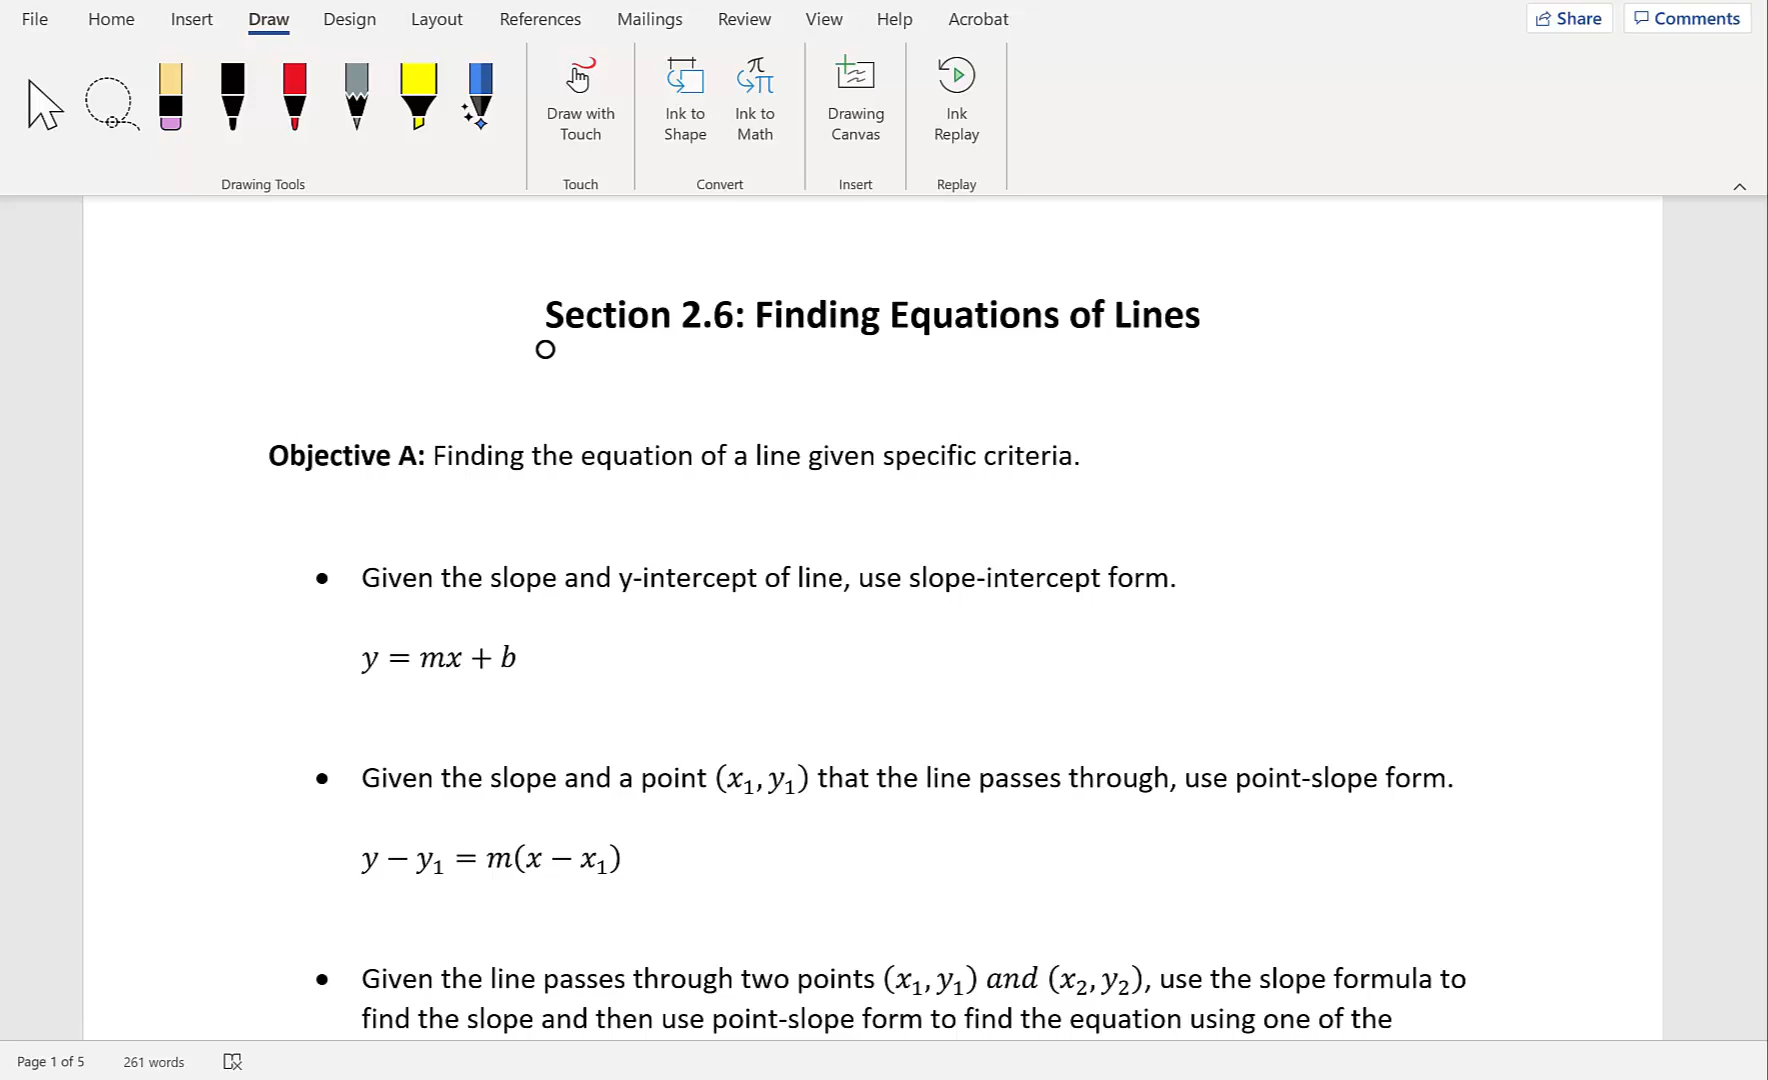 File Home Insert Draw Design Layout References Mailings Review View Help Acrobat Share Comments
Draw with Touch
Ink to Shape
Ink to Math
Drawing Canvas
Ink Replay
Drawing Tools Touch Convert Insert Replay
Section 2.6: Finding Equations of Lines
Objective A: Finding the equation of a line given specific criteria.
• Given the slope and y-intercept of line, use slope-intercept form.
y = mx + b
• Given the slope and a point (x₁, y₁) that the line passes through, use point-slope form.
y − y₁ = m(x − x₁)
• Given the line passes through two points (x₁, y₁) and (x₂, y₂), use the slope formula to
find the slope and then use point-slope form to find the equation using one of the
Page 1 of 5 261 words